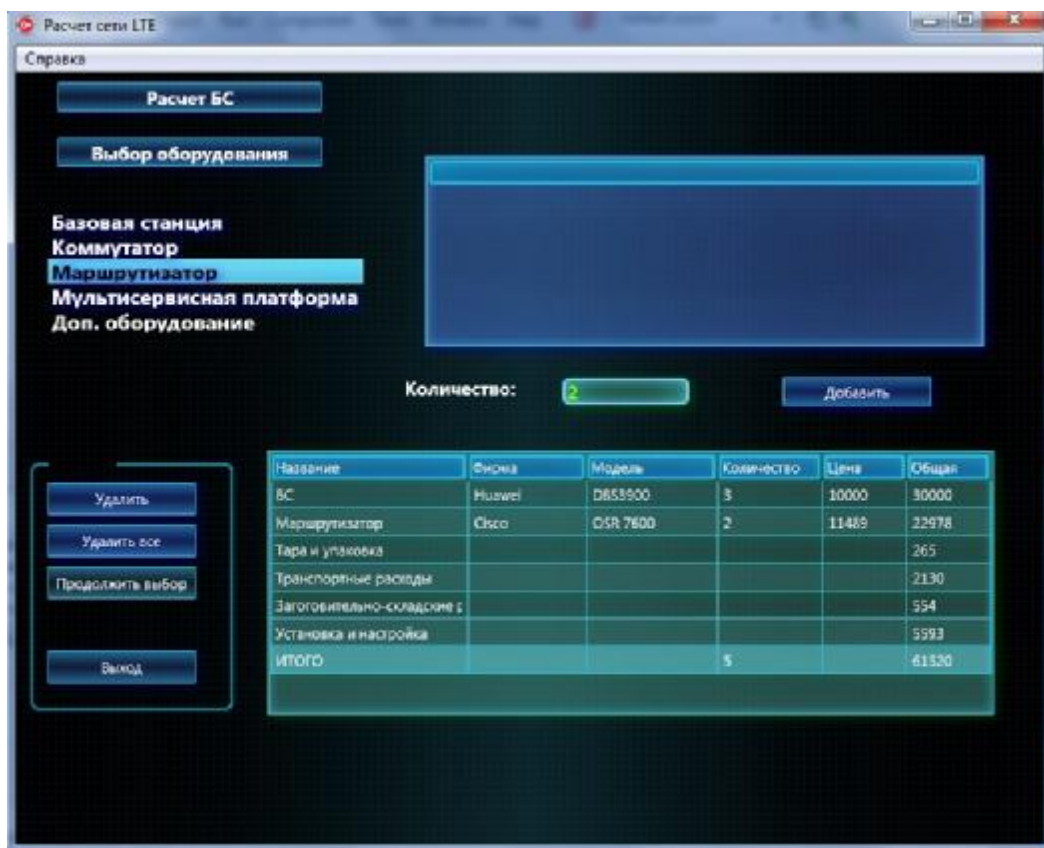 Расчет сети LTE
Справка
Расчет БС
Выбор оборудования
Базовая станция
Коммутатор
Маршрутизатор
Мультисервисная платформа
Доп. оборудование
Количество: 2 Добавить
Удалить
Удалить все
Продолжить выбор
Выход
Название Фирма Модель Количество Цена Общая
БС Huawei DBS3900 3 10000 30000
Маршрутизатор Cisco OSR 7600 2 11489 22978
Тара и упаковка 265
Транспортные расходы 2130
Заготовительно-складские р 554
Установка и настройка 5593
ИТОГО 5 61520